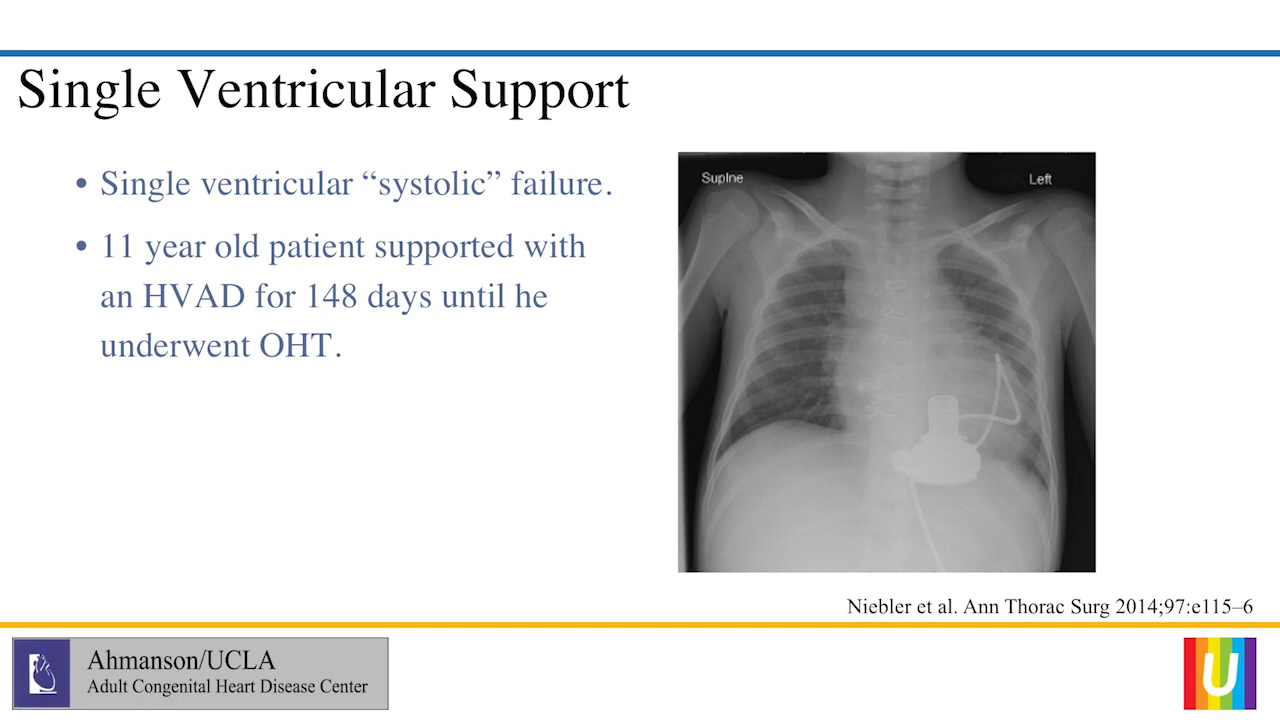 Single Ventricular Support
• Single ventricular “systolic” failure.
• 11 year old patient supported with
an HVAD for 148 days until he
underwent OHT.
SupIne
Left
Niebler et al. Ann Thorac Surg 2014;97:e115–6
Ahmanson/UCLA
Adult Congenital Heart Disease Center
U